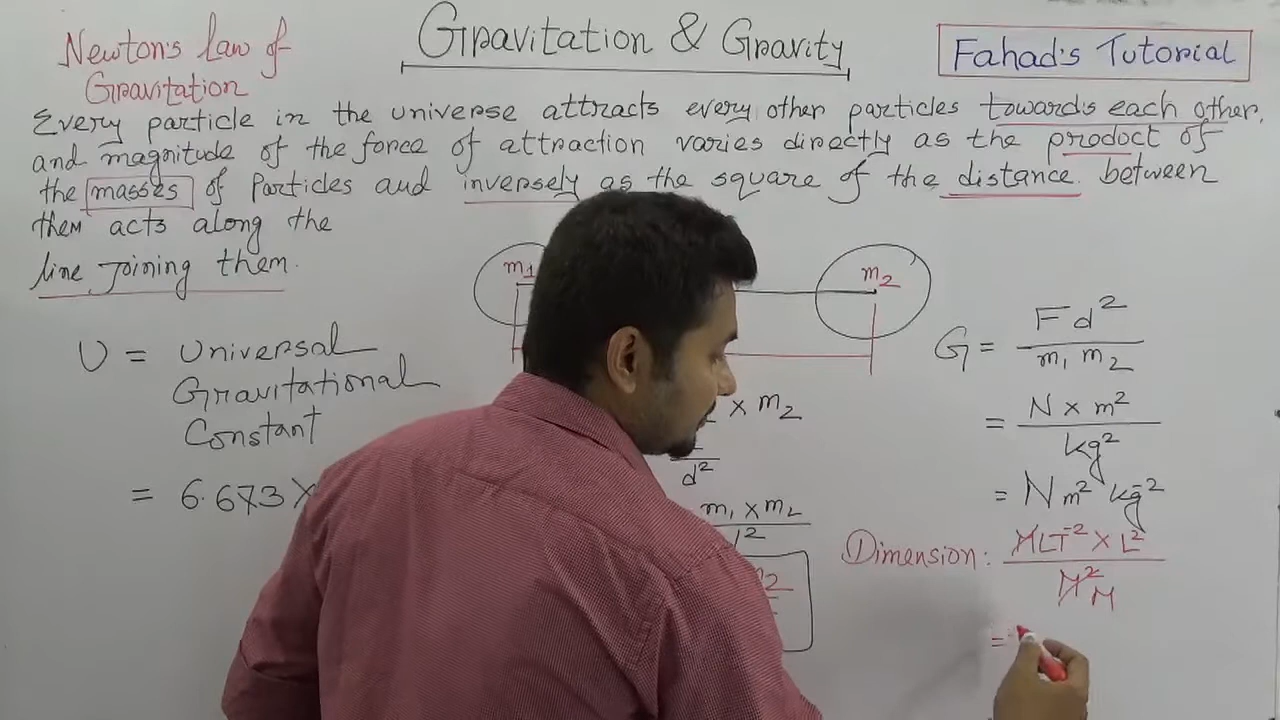 Gravitation & Gravity
Fahad's Tutorial
Newton's Law of
Gravitation
Every particle in the universe attracts every other particles towards each other,
and magnitude of the force of attraction varies directly as the product of
the masses of Particles and inversely as the square of the distance between
them acts along the
line joining them.
m₁
m₂
U = Universal
Gravitational
Constant
= 6.673 ×
× m₂
d²
m₁ × m₂
G = F d² / m₁ m₂
= N × m² / kg²
= N m² kg⁻²
Dimension: MLT⁻² × L² / M² M
=